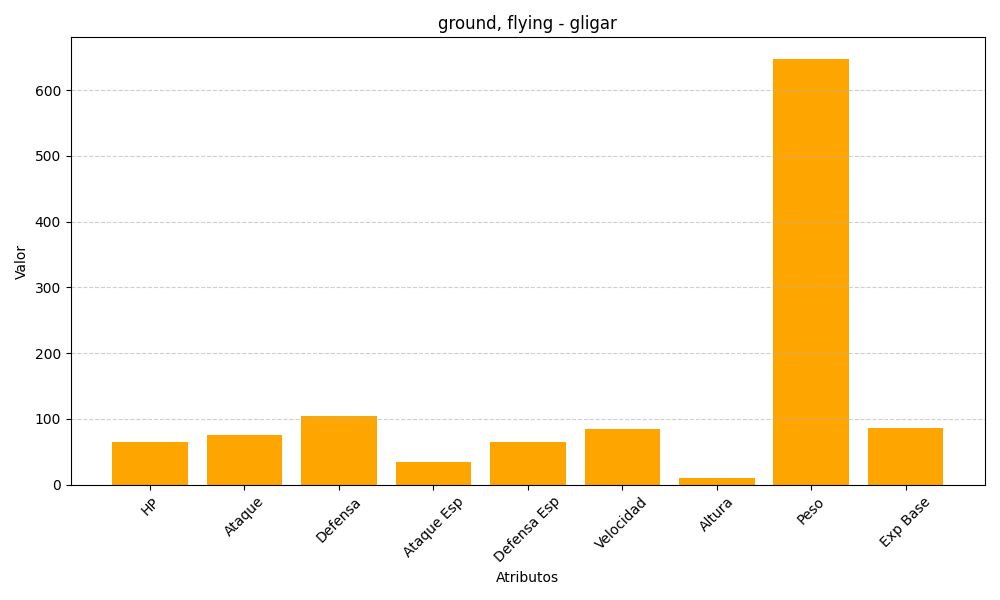 ground, flying - gligar
Valor
600
500
400
300
200
100
0
HP
Ataque
Defensa
Ataque Esp
Defensa Esp
Velocidad
Altura
Peso
Exp Base
Atributos